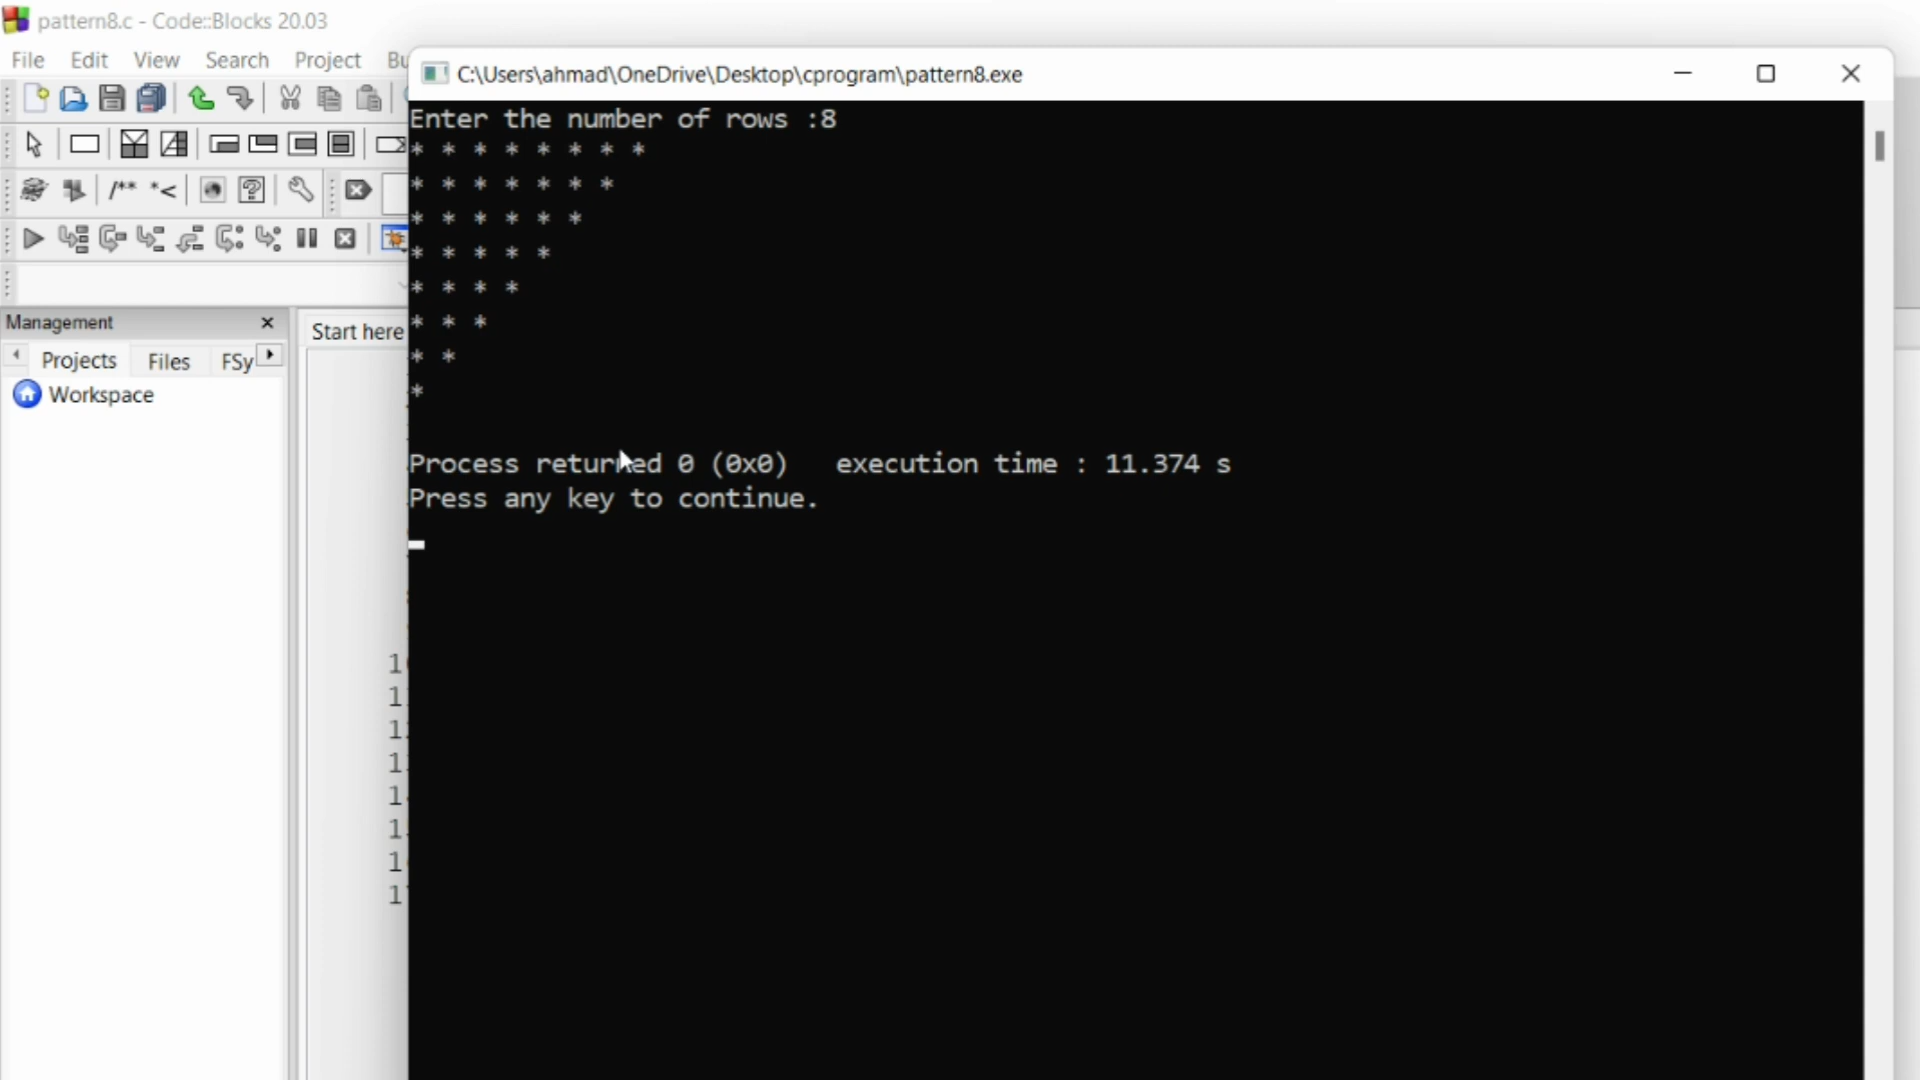 pattern8.c - Code::Blocks 20.03
File Edit View Search Project
C:\Users\ahmad\OneDrive\Desktop\cprogram\pattern8.exe
Enter the number of rows :8
* * * * * * * *
* * * * * * *
* * * * * *
* * * * *
* * * *
* * *
* *
*
Process returned 0 (0x0) execution time : 11.374 s
Press any key to continue.
/** *<
Management
Start here
Projects Files FSy
Workspace